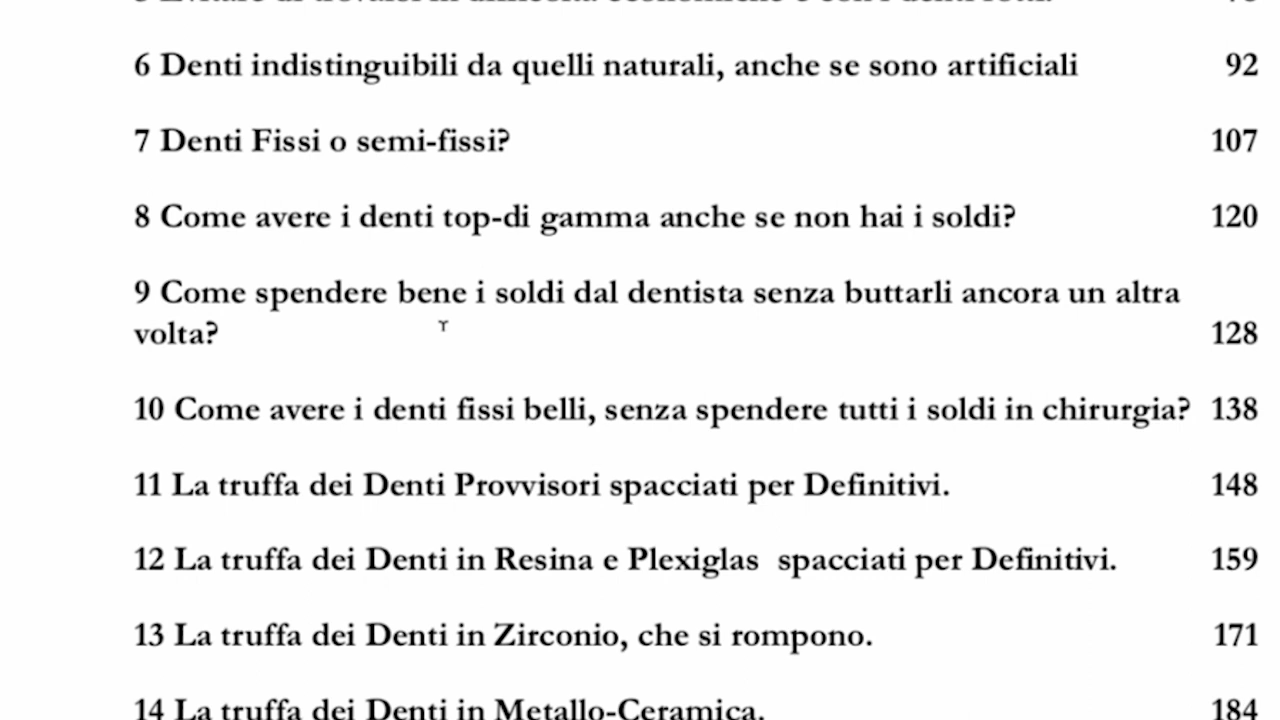 6 Denti indistinguibili da quelli naturali, anche se sono artificiali 92
7 Denti Fissi o semi-fissi? 107
8 Come avere i denti top-di gamma anche se non hai i soldi? 120
9 Come spendere bene i soldi dal dentista senza buttarli ancora un altra
volta? 128
10 Come avere i denti fissi belli, senza spendere tutti i soldi in chirurgia? 138
11 La truffa dei Denti Provvisori spacciati per Definitivi. 148
12 La truffa dei Denti in Resina e Plexiglas  spacciati per Definitivi. 159
13 La truffa dei Denti in Zirconio, che si rompono. 171
14 La truffa dei Denti in Metallo-Ceramica. 184